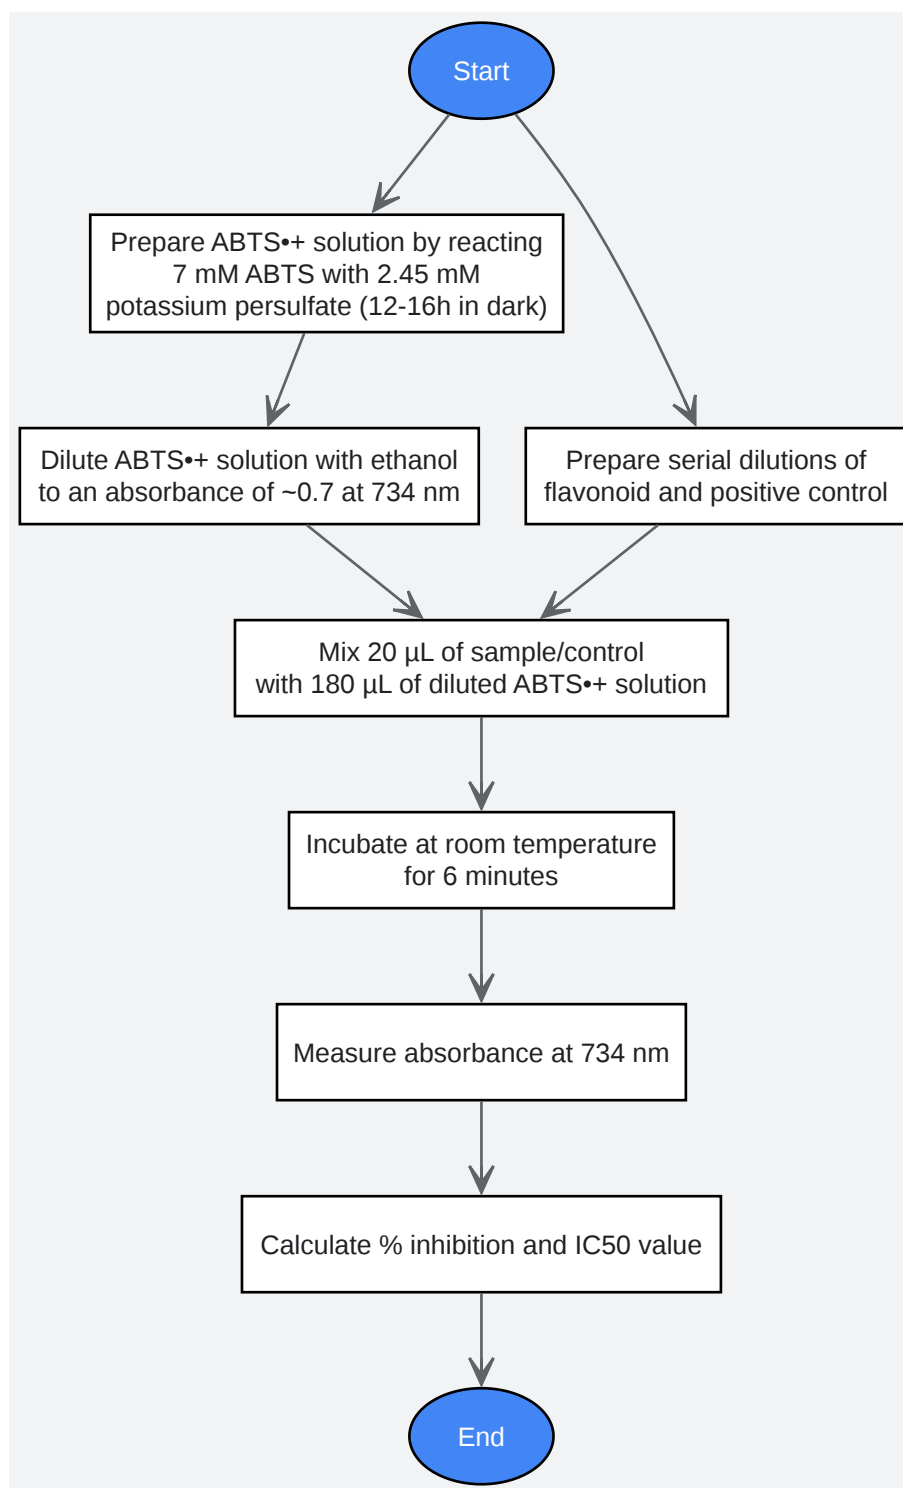 Start
Prepare ABTS•+ solution by reacting
7 mM ABTS with 2.45 mM
potassium persulfate (12-16h in dark)
Dilute ABTS•+ solution with ethanol
to an absorbance of ~0.7 at 734 nm
Prepare serial dilutions of
flavonoid and positive control
Mix 20 µL of sample/control
with 180 µL of diluted ABTS•+ solution
Incubate at room temperature
for 6 minutes
Measure absorbance at 734 nm
Calculate % inhibition and IC50 value
End